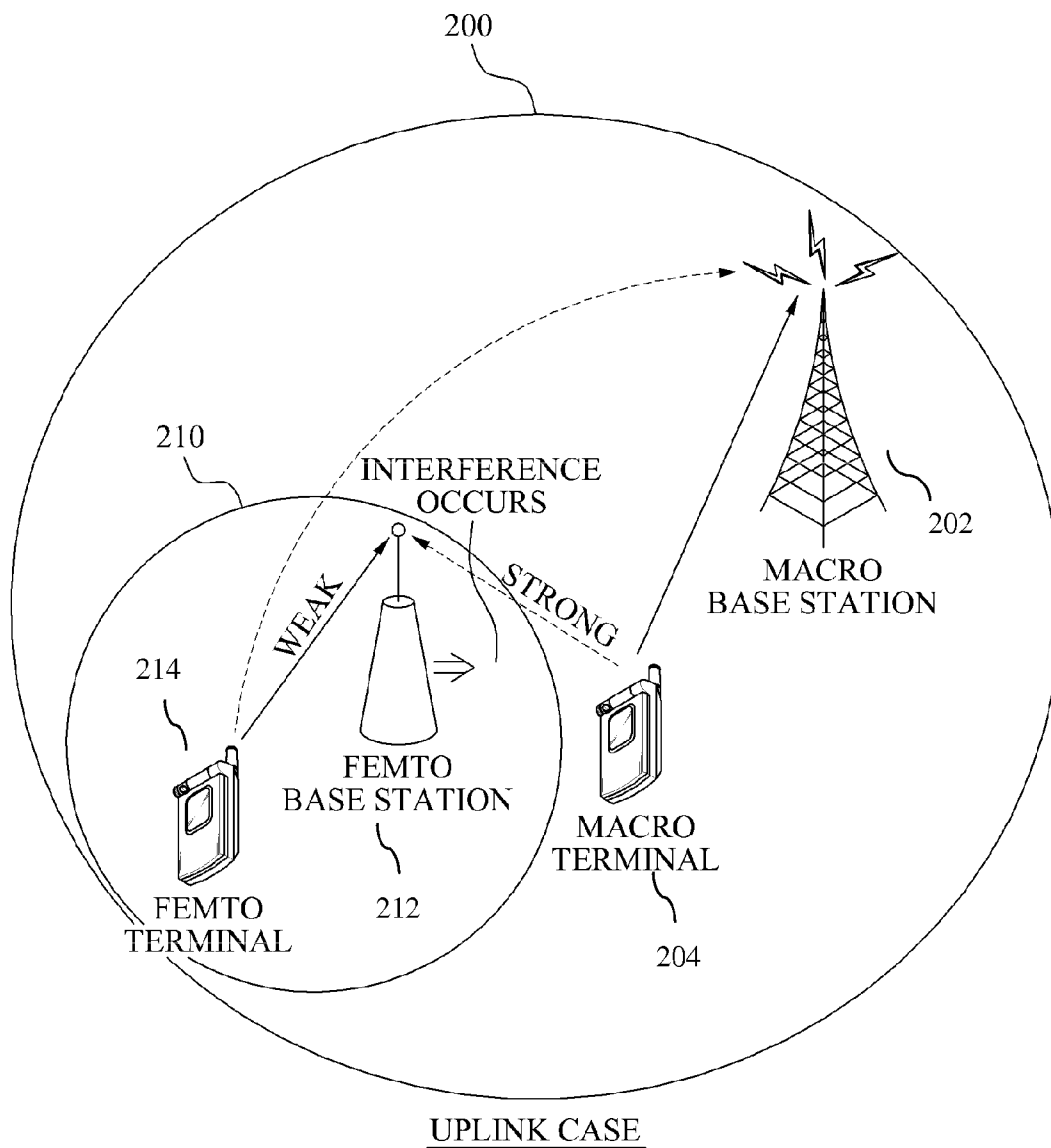 200
210
INTERFERENCE
OCCURS
202
MACRO
BASE STATION
WEAK
STRONG
214
FEMTO
BASE STATION
212
MACRO
TERMINAL
204
FEMTO
TERMINAL
UPLINK CASE